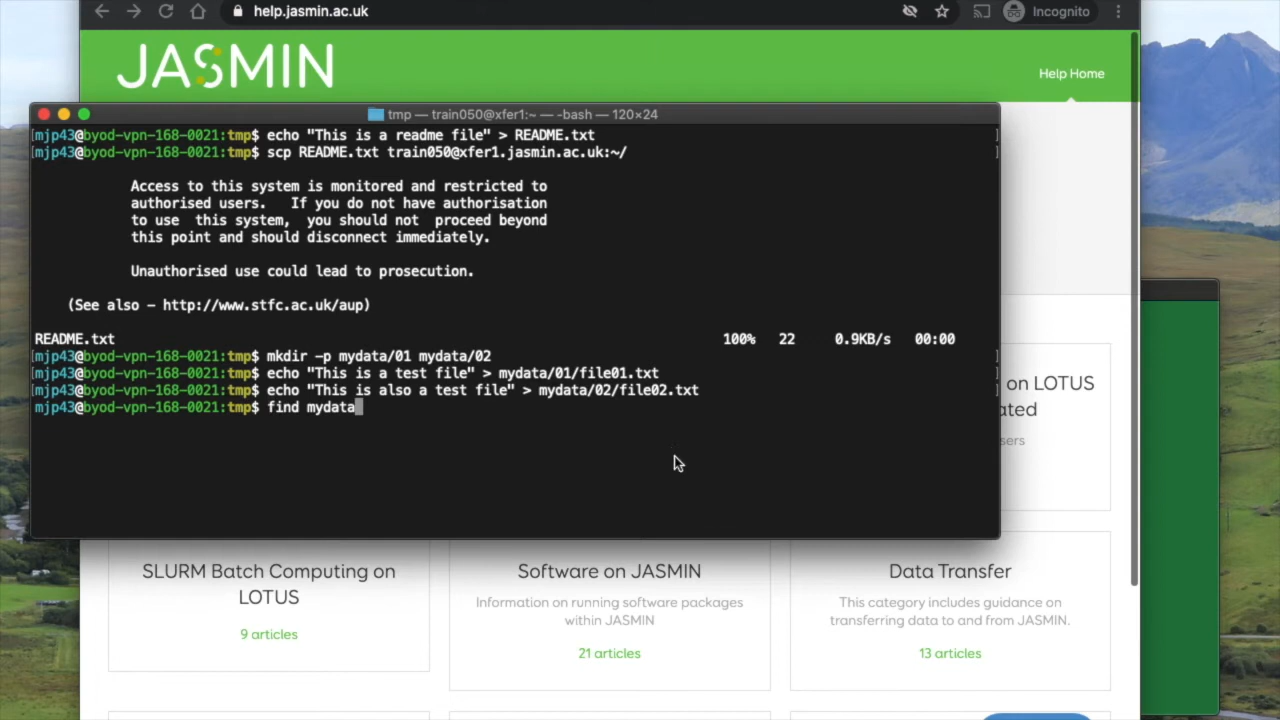 help.jasmin.ac.uk
Incognito
JASMIN
Help Home
tmp — train050@xfer1:~ — -bash — 120×24
[mjp43@byod-vpn-168-0021:tmp$ echo "This is a readme file" > README.txt ]
[mjp43@byod-vpn-168-0021:tmp$ scp README.txt train050@xfer1.jasmin.ac.uk:~/ ]
Access to this system is monitored and restricted to
authorised users. If you do not have authorisation
to use this system, you should not proceed beyond
this point and should disconnect immediately.
Unauthorised use could lead to prosecution.
(See also - http://www.stfc.ac.uk/aup)
README.txt 100% 22 0.9KB/s 00:00
[mjp43@byod-vpn-168-0021:tmp$ mkdir -p mydata/01 mydata/02 ]
[mjp43@byod-vpn-168-0021:tmp$ echo "This is a test file" > mydata/01/file01.txt ]
[mjp43@byod-vpn-168-0021:tmp$ echo "This is also a test file" > mydata/02/file02.txt ]
mjp43@byod-vpn-168-0021:tmp$ find mydata
on LOTUS
SLURM Batch Computing on
LOTUS
9 articles
Software on JASMIN
Information on running software packages
within JASMIN
21 articles
Data Transfer
This category includes guidance on
transferring data to and from JASMIN.
13 articles